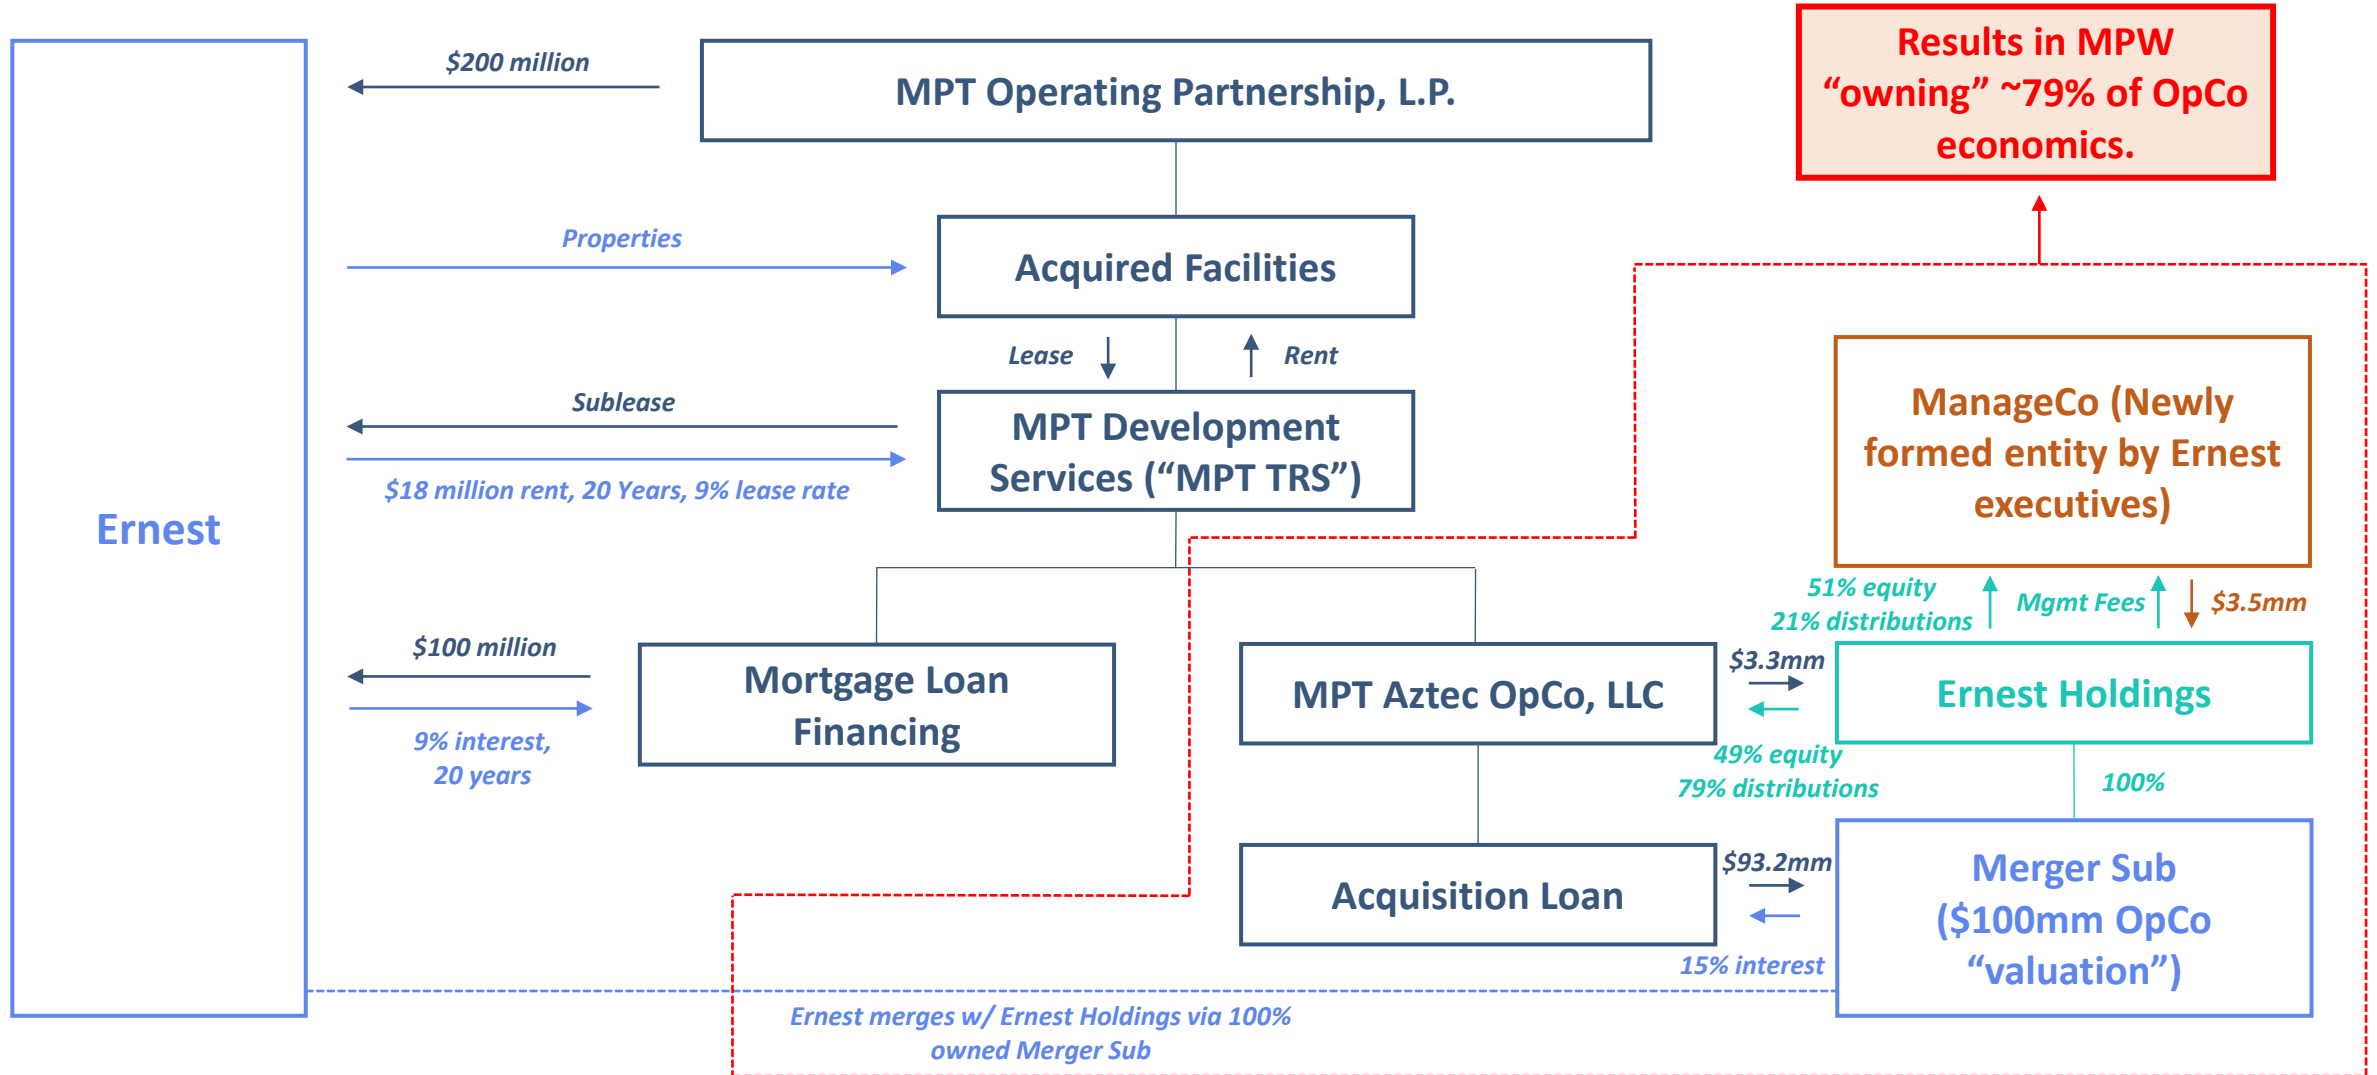 $200 million
MPT Operating Partnership, L.P.
Results in MPW
“owning” ~79% of OpCo
economics.
Properties
Acquired Facilities
Lease
Rent
Sublease
MPT Development
Services (“MPT TRS”)
$18 million rent, 20 Years, 9% lease rate
Ernest
ManageCo (Newly
formed entity by Ernest
executives)
51% equity
21% distributions
Mgmt Fees
$3.5mm
$100 million
9% interest,
20 years
Mortgage Loan
Financing
MPT Aztec OpCo, LLC
$3.3mm
Ernest Holdings
49% equity
79% distributions
100%
Acquisition Loan
$93.2mm
15% interest
Merger Sub
($100mm OpCo
“valuation”)
Ernest merges w/ Ernest Holdings via 100%
owned Merger Sub